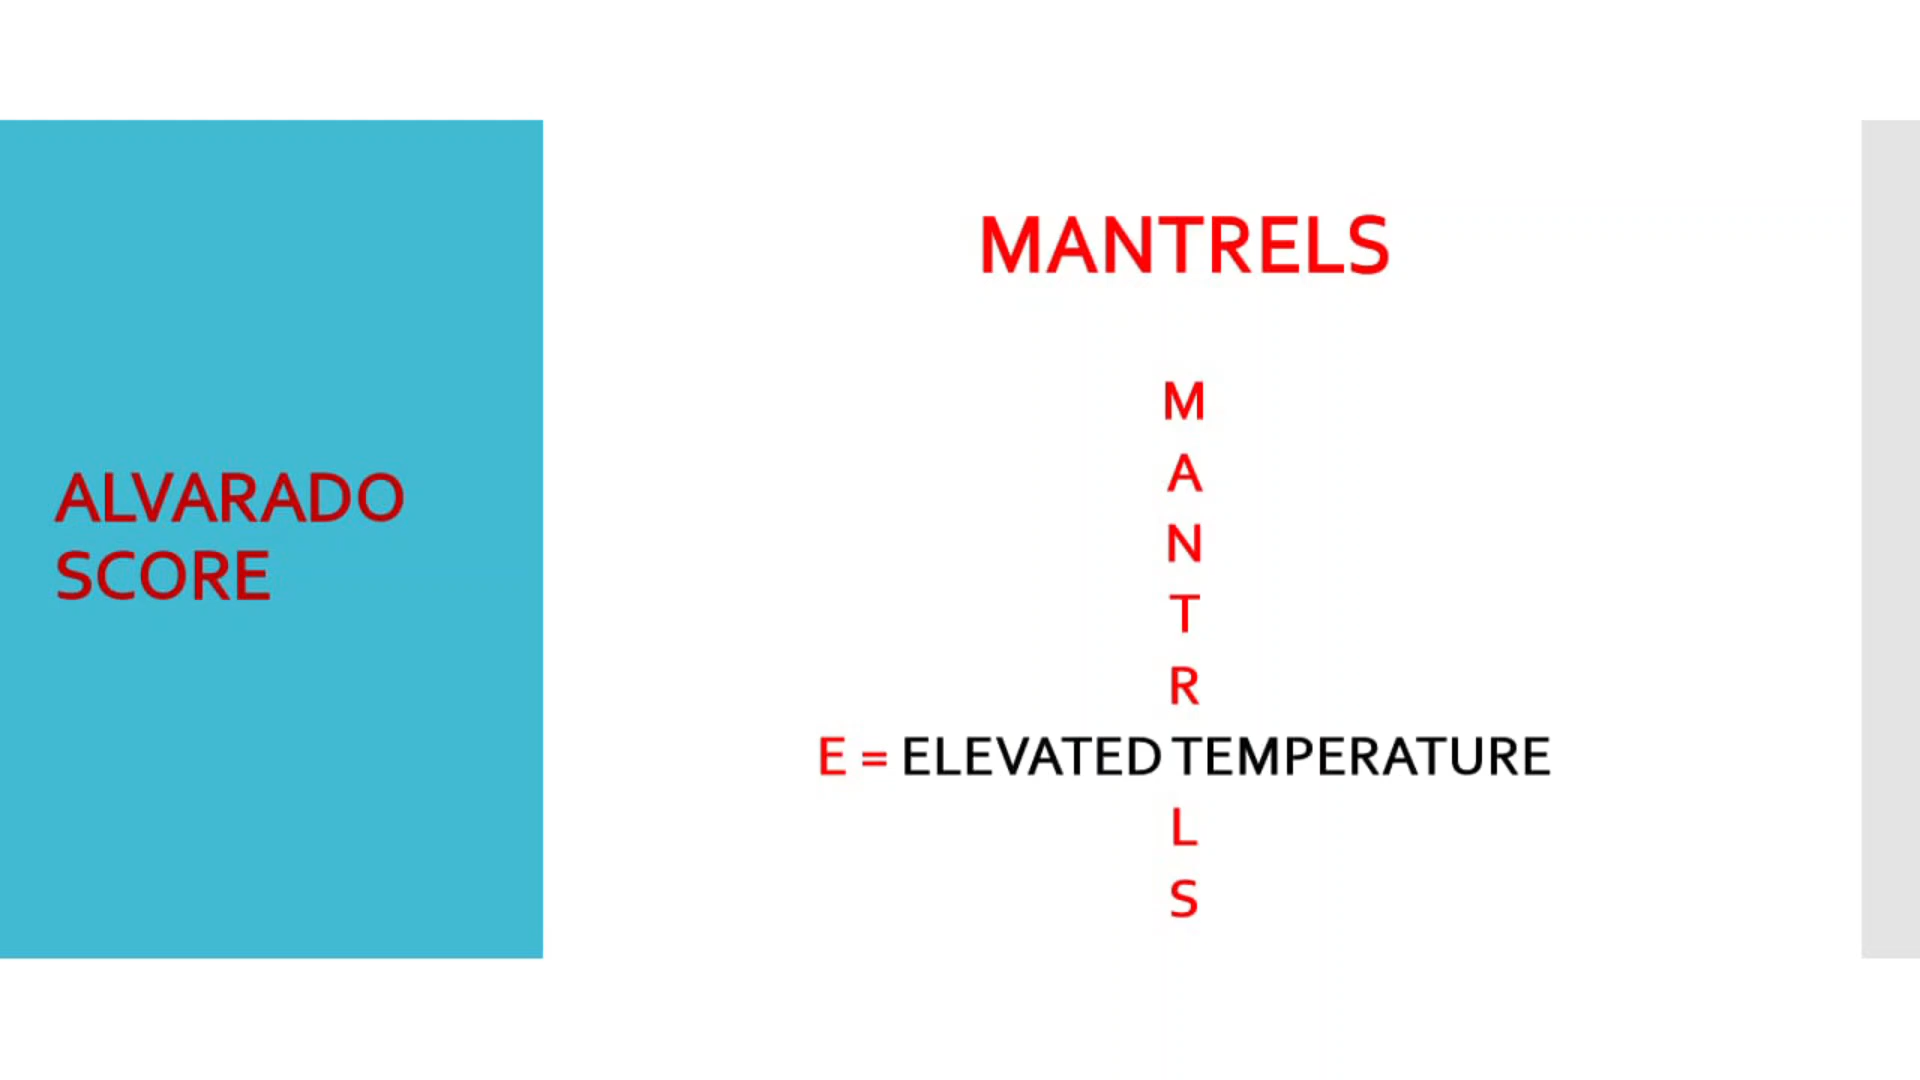 ALVARADO
SCORE
MANTRELS
M
A
N
T
R
E = ELEVATED TEMPERATURE
L
S